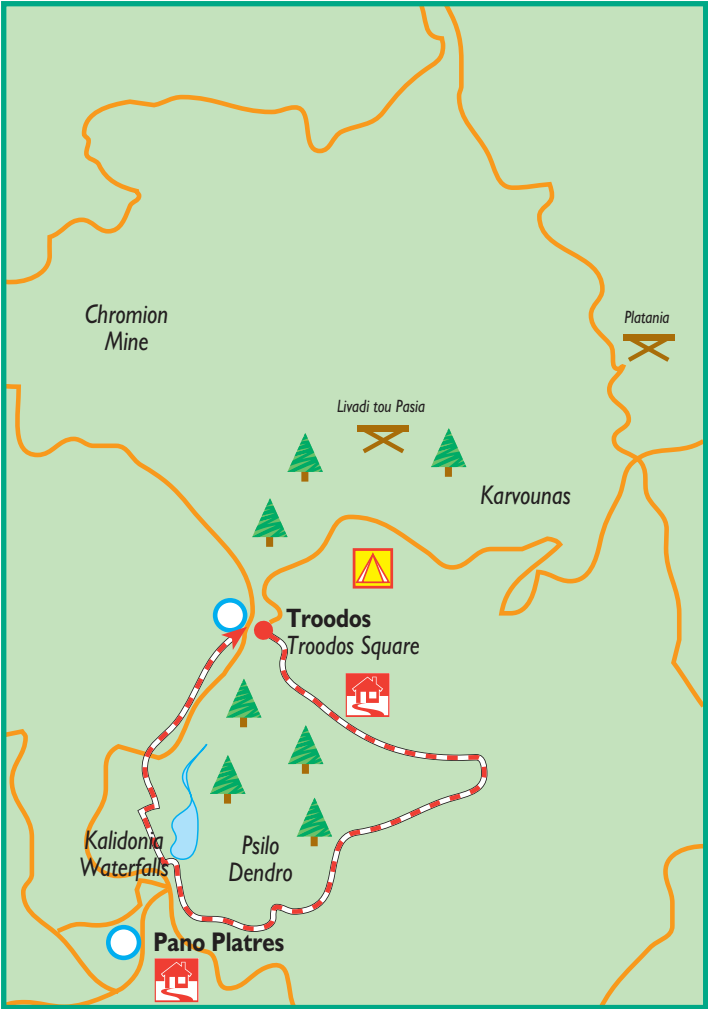 Chromion
Mine
Platania
Livadi tou Pasia
Karvounas
Troodos
Troodos Square
Kalidonia
Waterfalls
Psilo
Dendro
Pano Platres